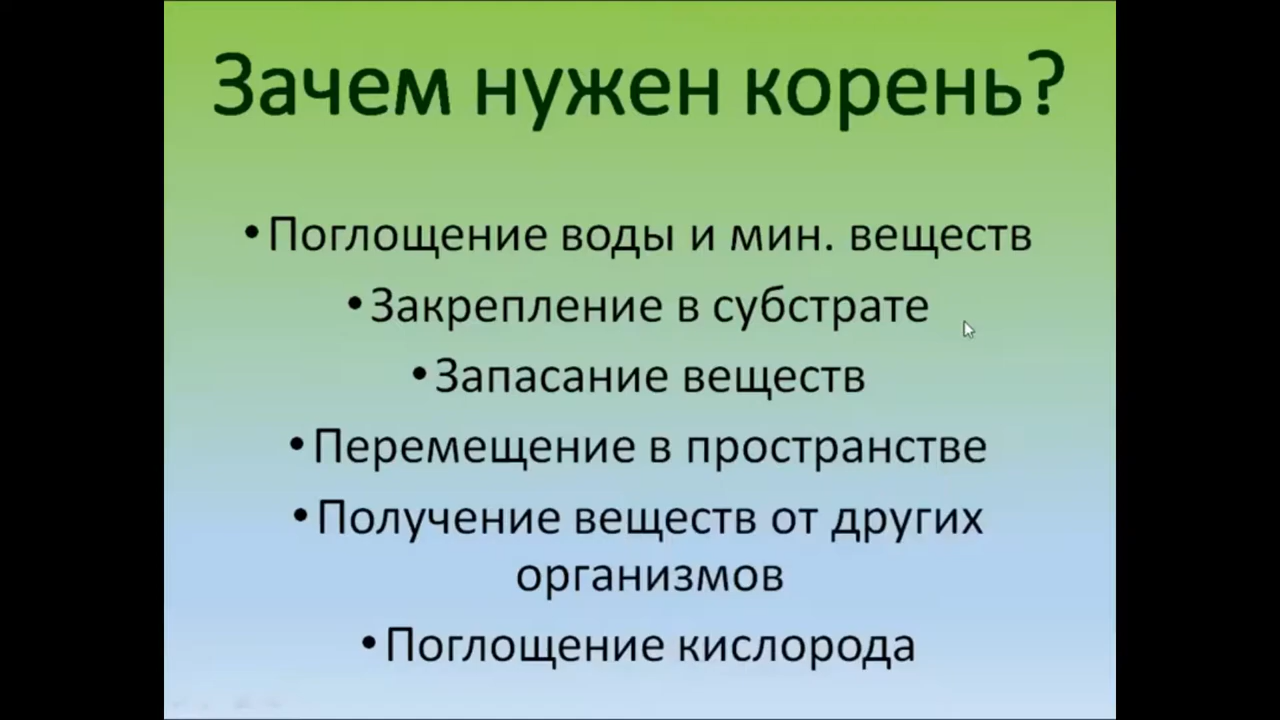 Зачем нужен корень?
•Поглощение воды и мин. веществ
•Закрепление в субстрате
•Запасание веществ
•Перемещение в пространстве
•Получение веществ от других
организмов
•Поглощение кислорода